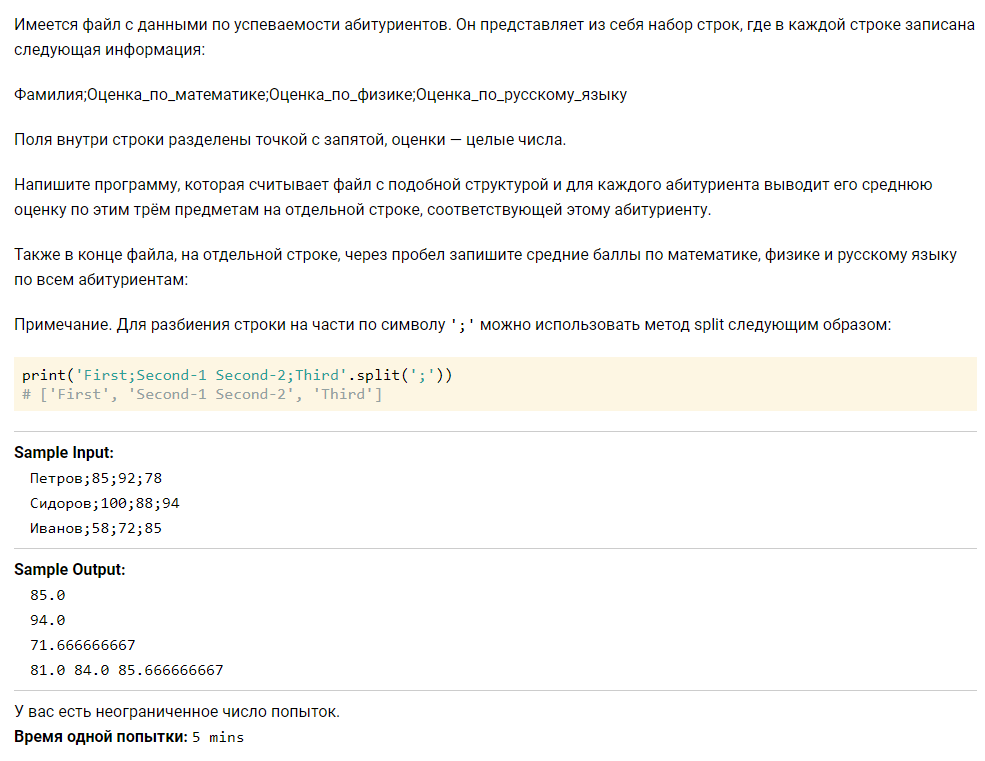 Имеется файл с данными по успеваемости абитуриентов. Он представляет из себя набор строк, где в каждой строке записана
следующая информация:
Фамилия;Оценка_по_математике;Оценка_по_физике;Оценка_по_русскому_языку
Поля внутри строки разделены точкой с запятой, оценки — целые числа.
Напишите программу, которая считывает файл с подобной структурой и для каждого абитуриента выводит его среднюю
оценку по этим трём предметам на отдельной строке, соответствующей этому абитуриенту.
Также в конце файла, на отдельной строке, через пробел запишите средние баллы по математике, физике и русскому языку
по всем абитуриентам:
Примечание. Для разбиения строки на части по символу ';' можно использовать метод split следующим образом:
print('First;Second-1 Second-2;Third'.split(';'))
# ['First', 'Second-1 Second-2', 'Third']
Sample Input:
Петров;85;92;78
Сидоров;100;88;94
Иванов;58;72;85
Sample Output:
85.0
94.0
71.666666667
81.0 84.0 85.666666667
У вас есть неограниченное число попыток.
Время одной попытки: 5 mins